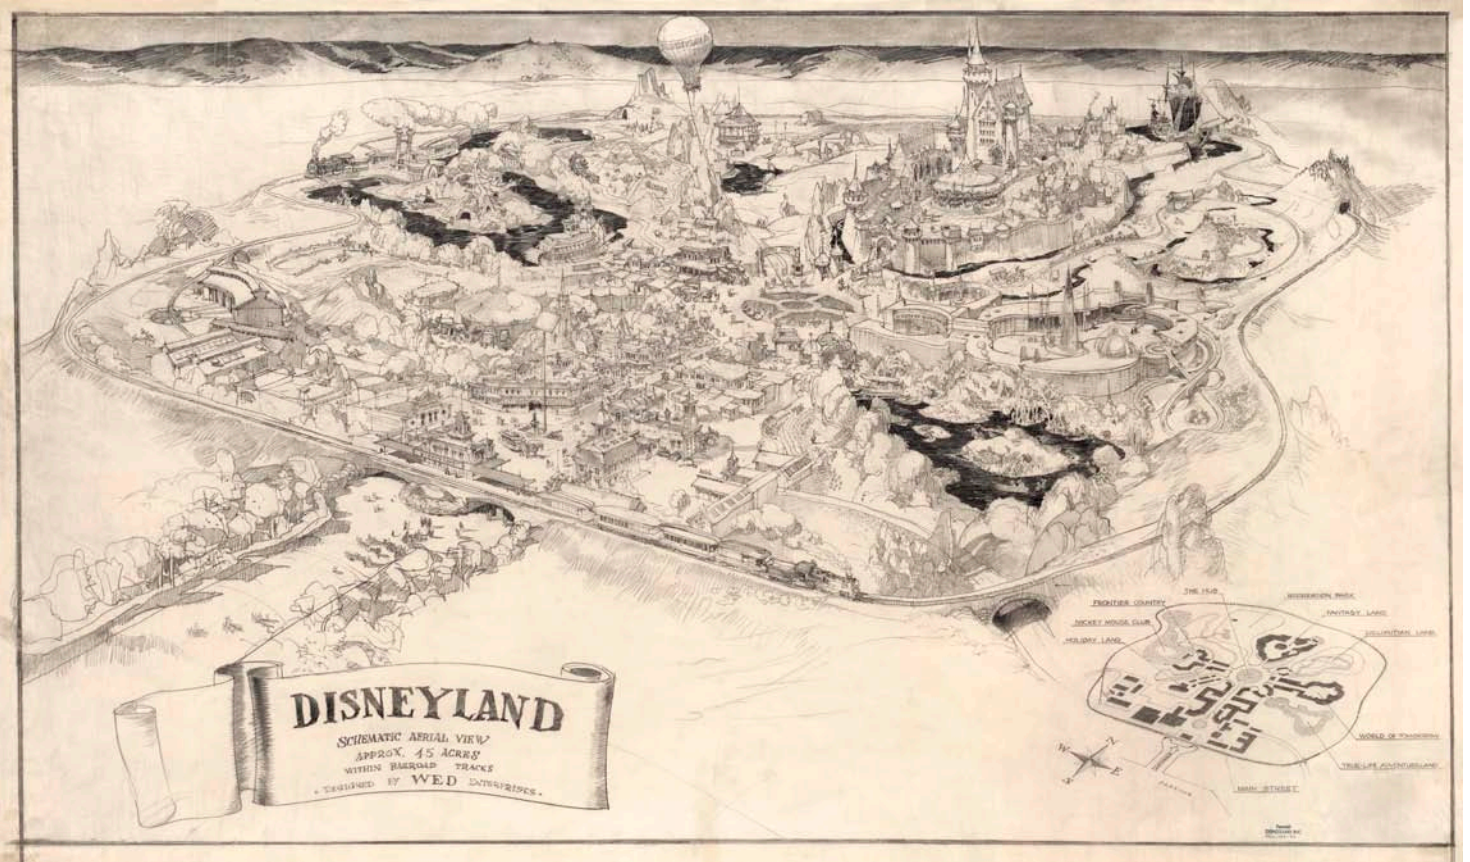 DISNEYLAND
SCHEMATIC AERIAL VIEW
APPROX. 45 ACRES
WITHIN RAILROAD TRACKS
· DESIGNED BY WED ENTERPRISES ·
THE HUB
FRONTIER COUNTRY
MICKEY MOUSE CLUB
HOLIDAY LAND
RECREATION PARK
FANTASY LAND
LILLIPUTIAN LAND
WORLD OF TOMORROW
TRUE-LIFE ADVENTURELAND
MAIN STREET
PARKING
N
W
E
S